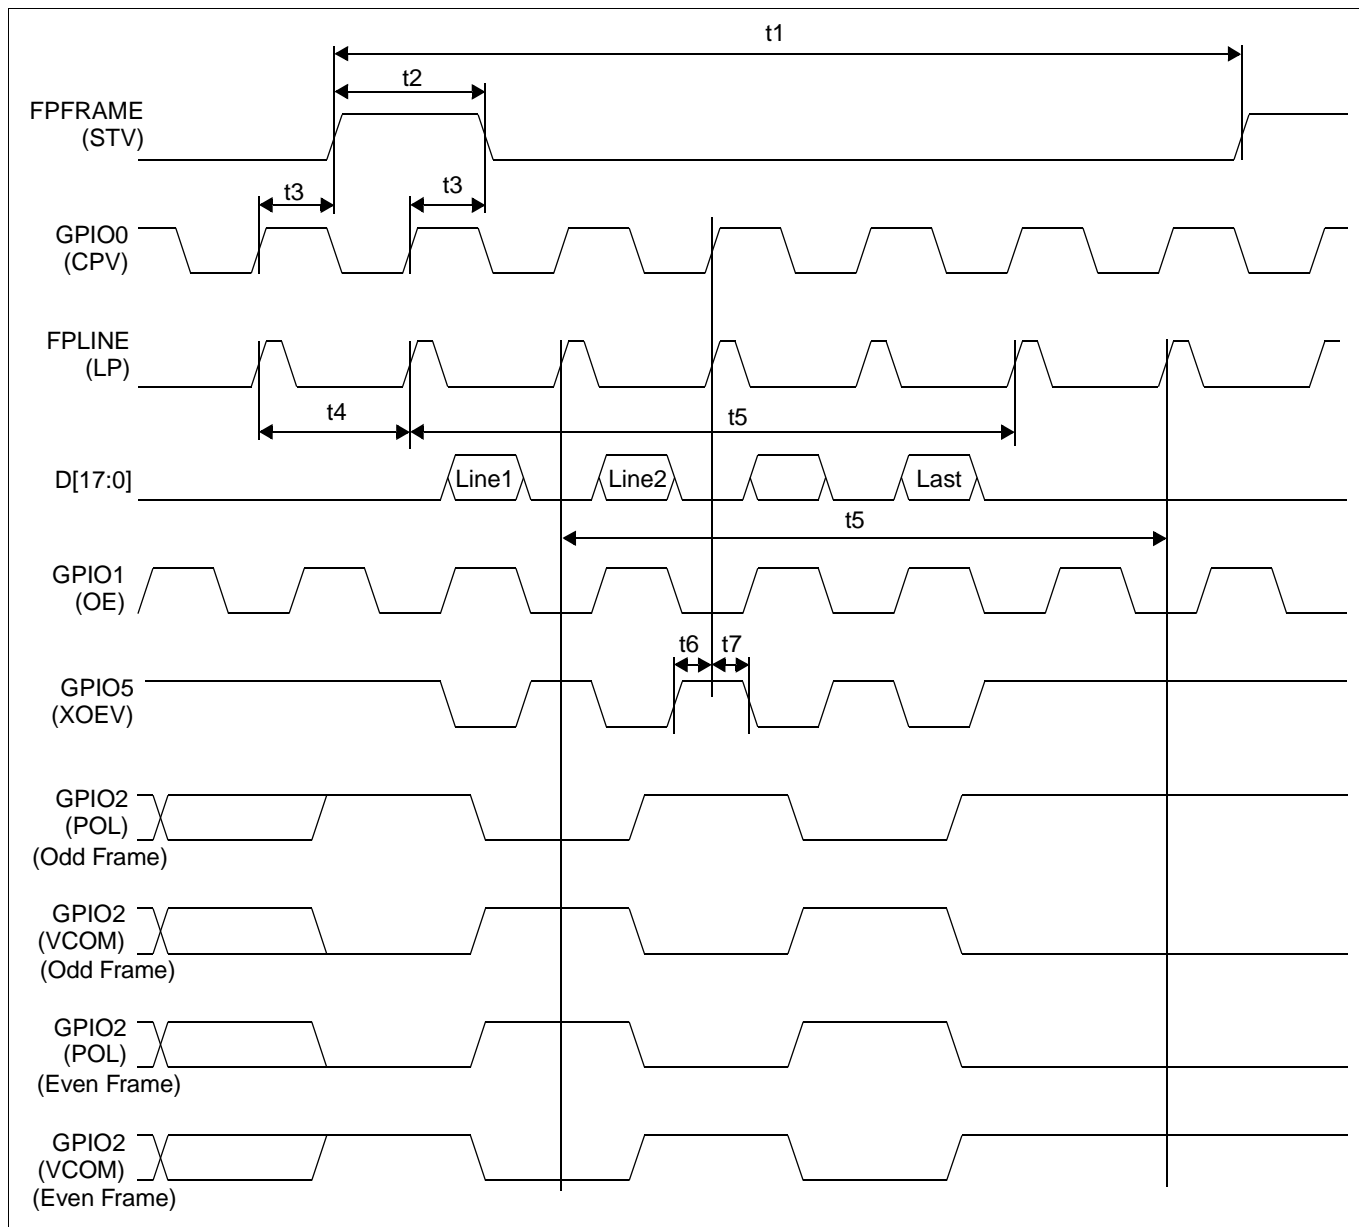 t1
t2
FPFRAME
(STV)
t3
t3
GPIO0
(CPV)
FPLINE
(LP)
t4
t5
D[17:0]
Line1
Line2
Last
t5
GPIO1
(OE)
t6
t7
GPIO5
(XOEV)
GPIO2
(POL)
(Odd Frame)
GPIO2
(VCOM)
(Odd Frame)
GPIO2
(POL)
(Even Frame)
GPIO2
(VCOM)
(Even Frame)